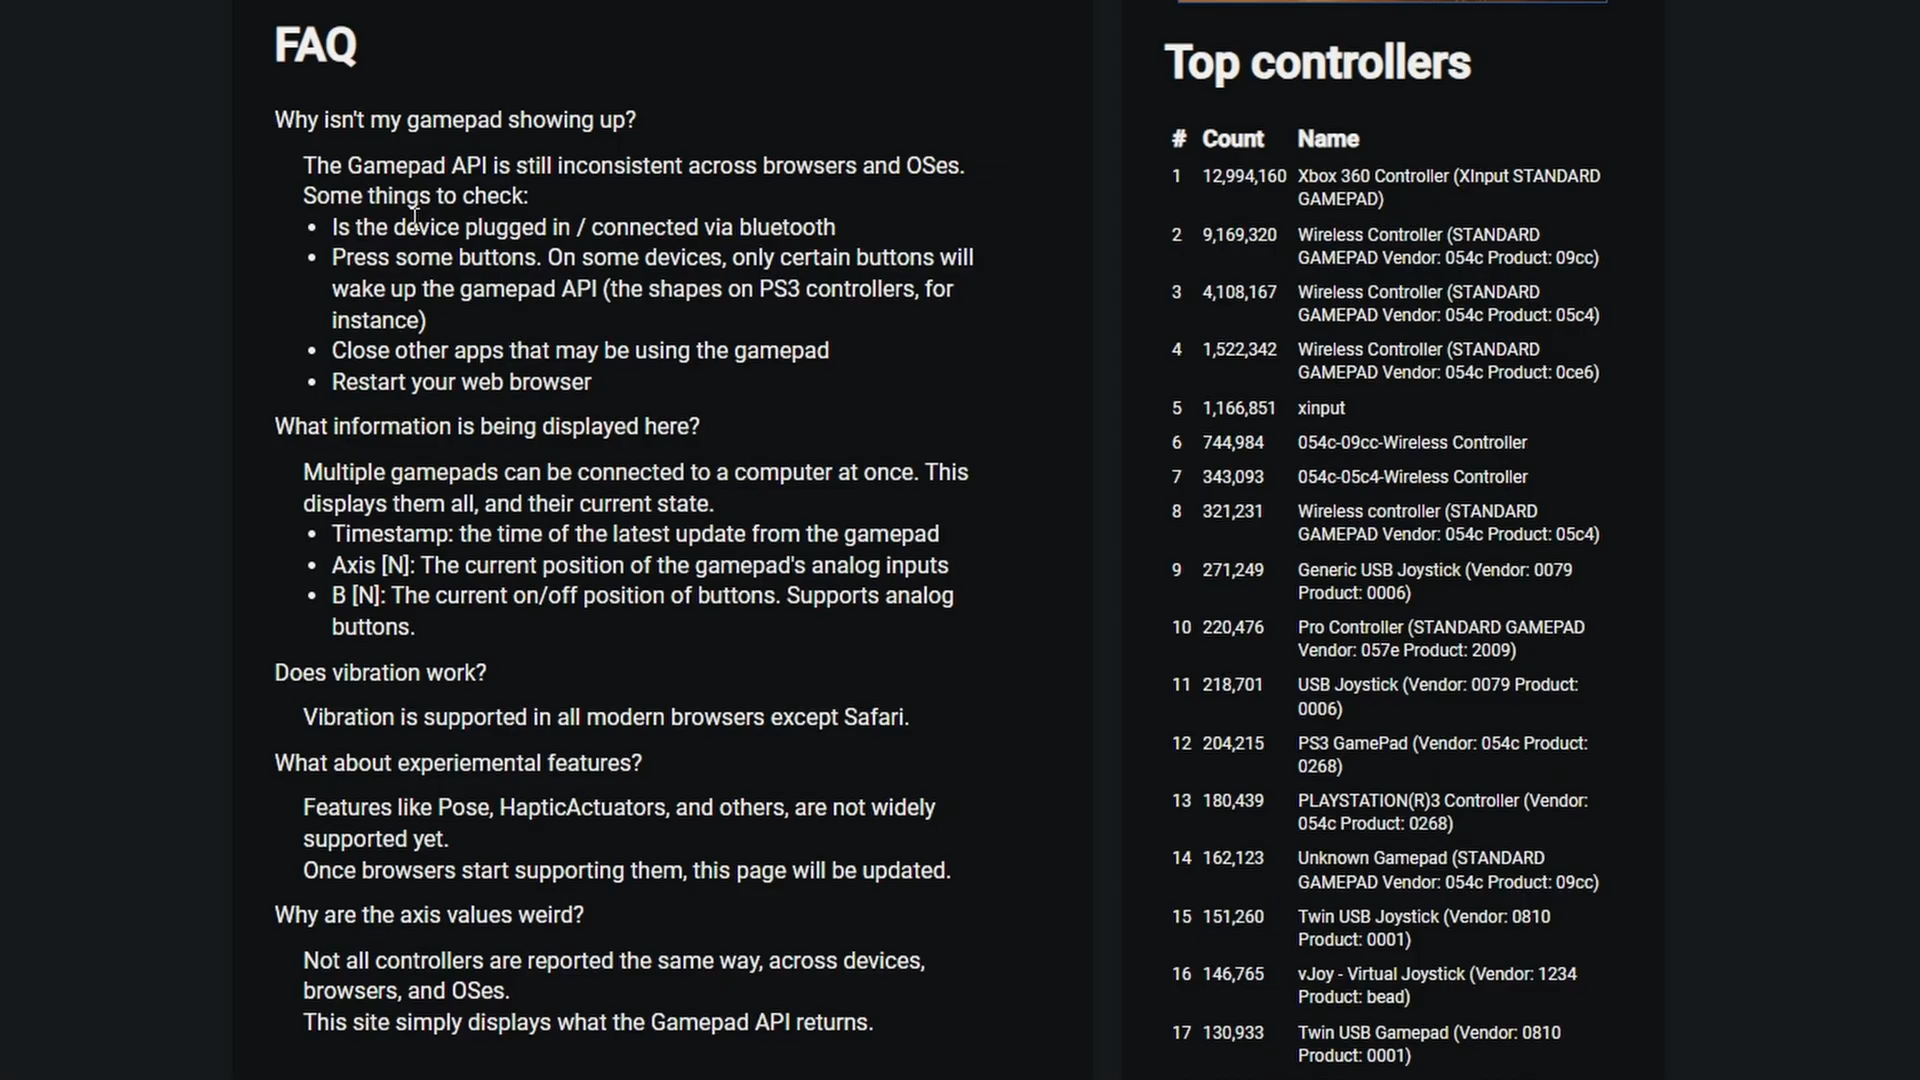 FAQ
Why isn't my gamepad showing up?
The Gamepad API is still inconsistent across browsers and OSes.
Some things to check:
• Is the device plugged in / connected via bluetooth
• Press some buttons. On some devices, only certain buttons will
wake up the gamepad API (the shapes on PS3 controllers, for
instance)
• Close other apps that may be using the gamepad
• Restart your web browser
What information is being displayed here?
Multiple gamepads can be connected to a computer at once. This
displays them all, and their current state.
• Timestamp: the time of the latest update from the gamepad
• Axis [N]: The current position of the gamepad's analog inputs
• B [N]: The current on/off position of buttons. Supports analog
buttons.
Does vibration work?
Vibration is supported in all modern browsers except Safari.
What about experiemental features?
Features like Pose, HapticActuators, and others, are not widely
supported yet.
Once browsers start supporting them, this page will be updated.
Why are the axis values weird?
Not all controllers are reported the same way, across devices,
browsers, and OSes.
This site simply displays what the Gamepad API returns.
Top controllers
# Count Name
1 12,994,160 Xbox 360 Controller (XInput STANDARD
GAMEPAD)
2 9,169,320 Wireless Controller (STANDARD
GAMEPAD Vendor: 054c Product: 09cc)
3 4,108,167 Wireless Controller (STANDARD
GAMEPAD Vendor: 054c Product: 05c4)
4 1,522,342 Wireless Controller (STANDARD
GAMEPAD Vendor: 054c Product: 0ce6)
5 1,166,851 xinput
6 744,984 054c-09cc-Wireless Controller
7 343,093 054c-05c4-Wireless Controller
8 321,231 Wireless controller (STANDARD
GAMEPAD Vendor: 054c Product: 05c4)
9 271,249 Generic USB Joystick (Vendor: 0079
Product: 0006)
10 220,476 Pro Controller (STANDARD GAMEPAD
Vendor: 057e Product: 2009)
11 218,701 USB Joystick (Vendor: 0079 Product:
0006)
12 204,215 PS3 GamePad (Vendor: 054c Product:
0268)
13 180,439 PLAYSTATION(R)3 Controller (Vendor:
054c Product: 0268)
14 162,123 Unknown Gamepad (STANDARD
GAMEPAD Vendor: 054c Product: 09cc)
15 151,260 Twin USB Joystick (Vendor: 0810
Product: 0001)
16 146,765 vJoy - Virtual Joystick (Vendor: 1234
Product: bead)
17 130,933 Twin USB Gamepad (Vendor: 0810
Product: 0001)